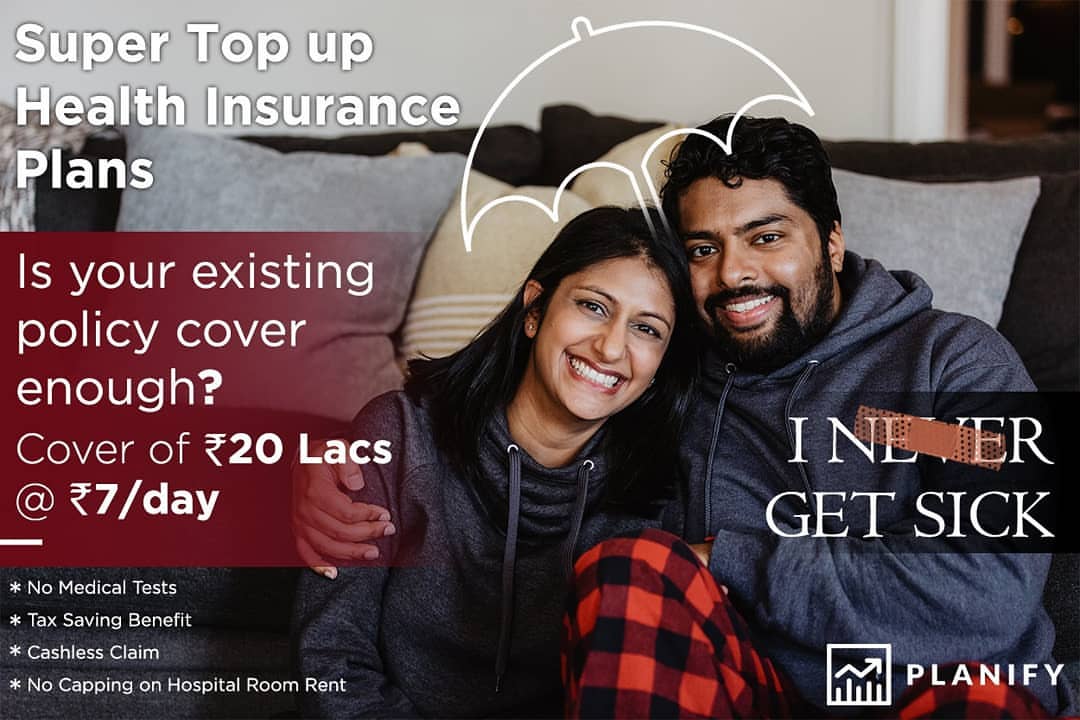 Super Top up
Health Insurance
Plans
Is your existing
policy cover
enough?
Cover of ₹20 Lacs
@ ₹7/day
* No Medical Tests
* Tax Saving Benefit
* Cashless Claim
* No Capping on Hospital Room Rent
I NEVER
GET SICK
PLANIFY